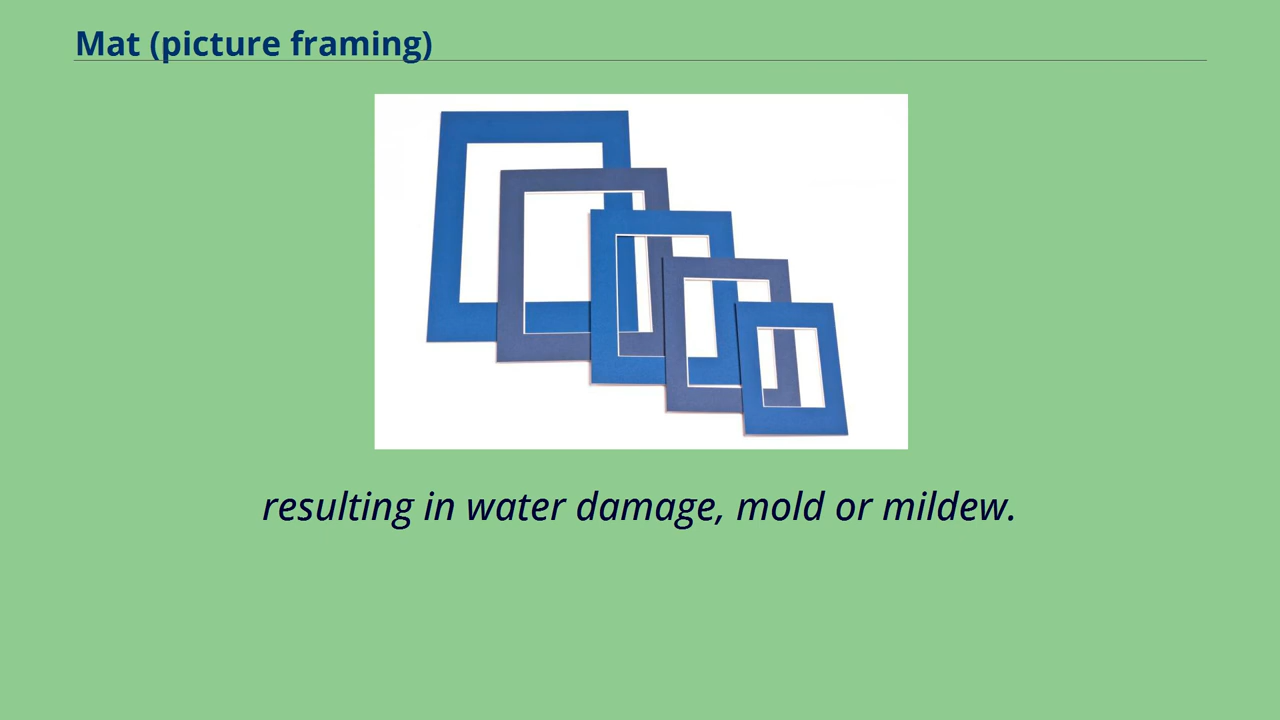 Mat (picture framing)
resulting in water damage, mold or mildew.